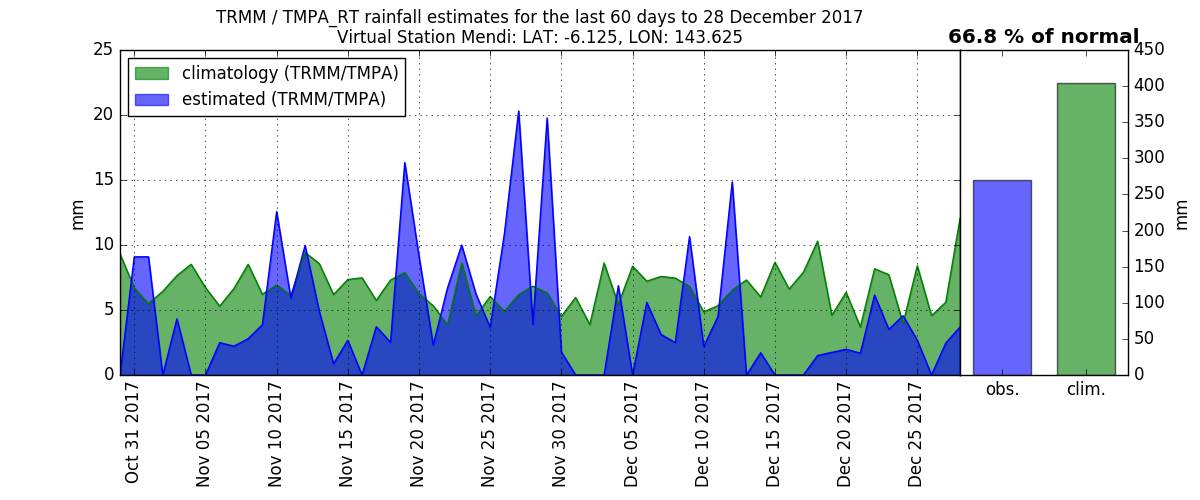 TRMM / TMPA_RT rainfall estimates for the last 60 days to 28 December 2017
Virtual Station Mendi: LAT: -6.125, LON: 143.625
66.8 % of normal
climatology (TRMM/TMPA)
estimated (TRMM/TMPA)
25
20
15
10
5
0
mm
450
400
350
300
250
200
150
100
50
0
mm
Oct 31 2017
Nov 05 2017
Nov 10 2017
Nov 15 2017
Nov 20 2017
Nov 25 2017
Nov 30 2017
Dec 05 2017
Dec 10 2017
Dec 15 2017
Dec 20 2017
Dec 25 2017
obs.
clim.